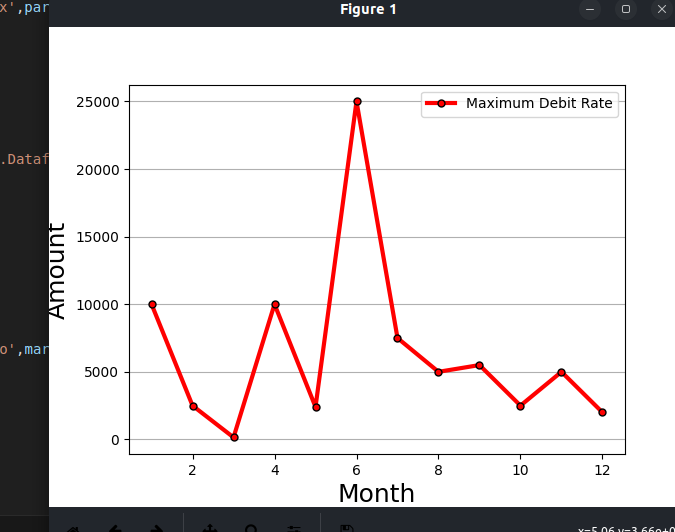 x',par
Figure 1
.Dataf
o',mar
Maximum Debit Rate
25000
20000
15000
10000
5000
0
Amount
2 4 6 8 10 12
Month